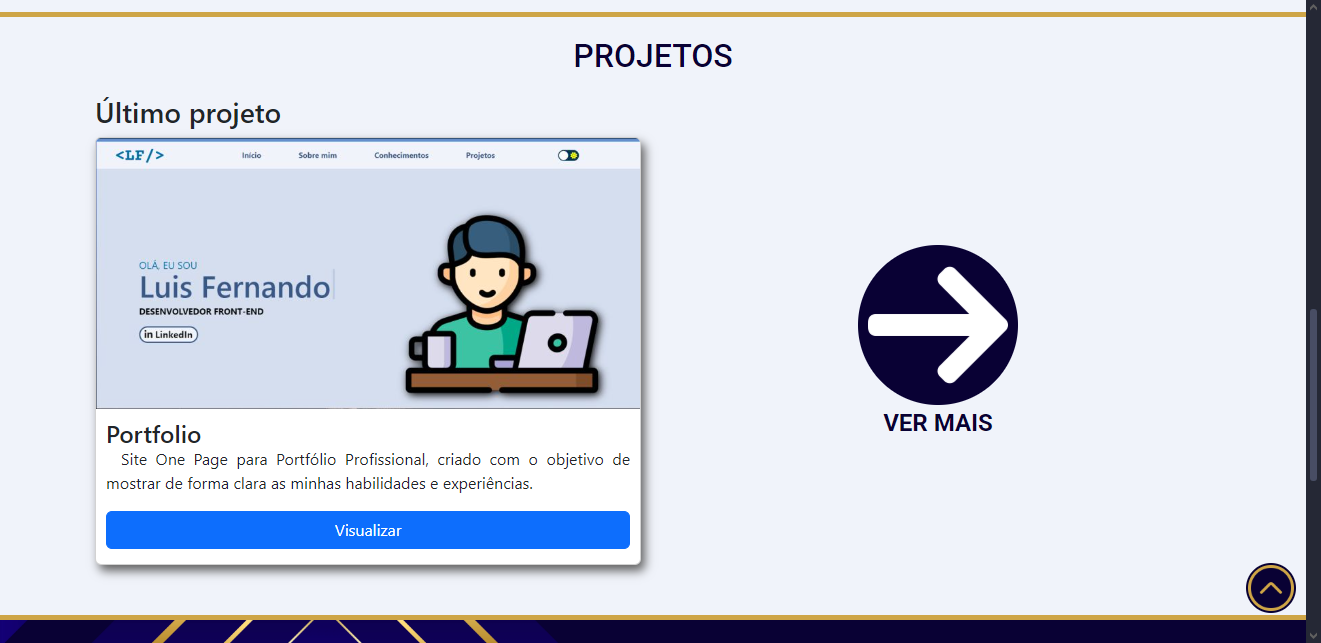 PROJETOS
Último projeto
<LF/>
Início Sobre mim Conhecimentos Projetos
OLÁ, EU SOU
Luis Fernando
DESENVOLVEDOR FRONT-END
in LinkedIn
Portfolio
Site One Page para Portfólio Profissional, criado com o objetivo de
mostrar de forma clara as minhas habilidades e experiências.
Visualizar
VER MAIS